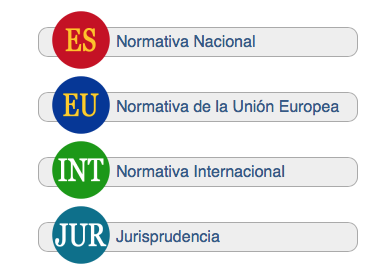 ES Normativa Nacional
EU Normativa de la Unión Europea
INT Normativa Internacional
JUR Jurisprudencia